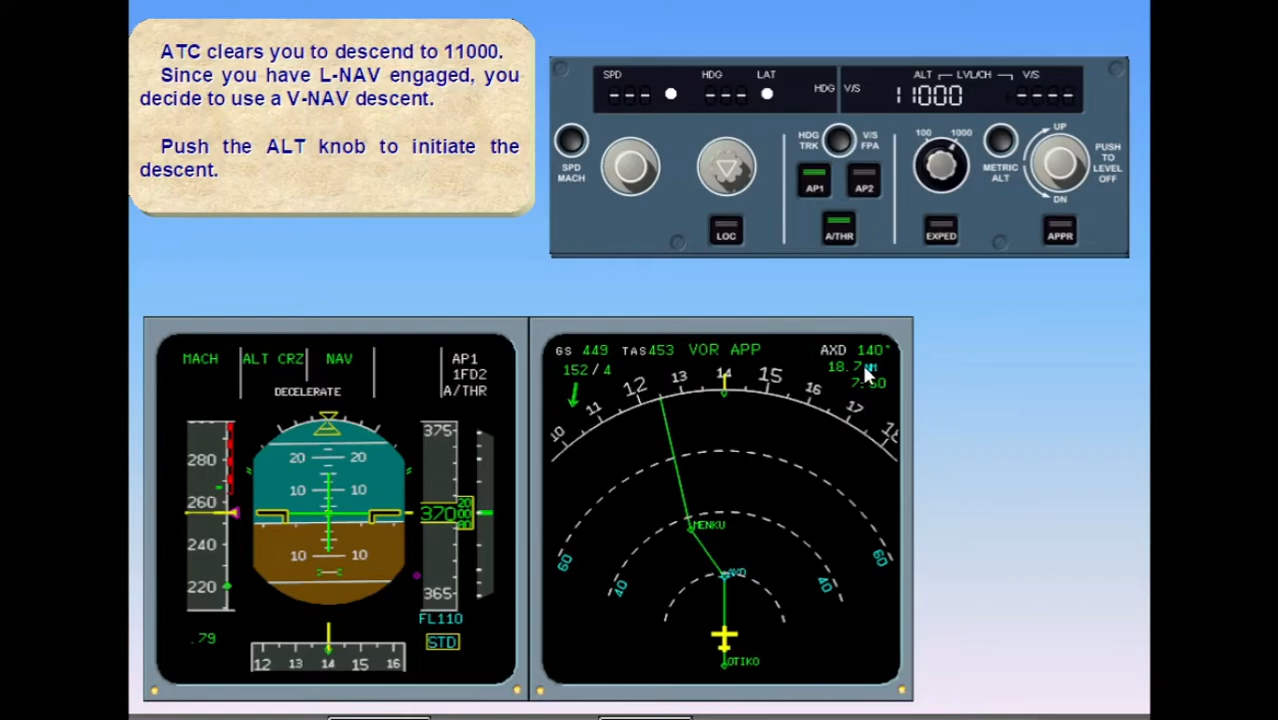 ATC clears you to descend to 11000.
Since you have L-NAV engaged, you
decide to use a V-NAV descent.
Push the ALT knob to initiate the
descent.
SPD HDG LAT HDG V/S ALT LVL/CH V/S
--- --- 11000 ----
SPD
MACH
HDG
TRK
V/S
FPA
100 1000
METRIC
ALT
UP
PUSH
TO
LEVEL
OFF
DN
AP1 AP2
LOC A/THR EXPED APPR
MACH ALT CRZ NAV AP1
1FD2
DECELERATE A/THR
280
260
240
220
.79
20 20
10 10
10 10
375
370
20
00
80
365
FL110
STD
12 13 14 15 16
GS 449 TAS453 VOR APP AXD 140°
152/4 18.7
10 11 12 13 14 15 16 17
MENKU
60 60
40 40
OTIKO